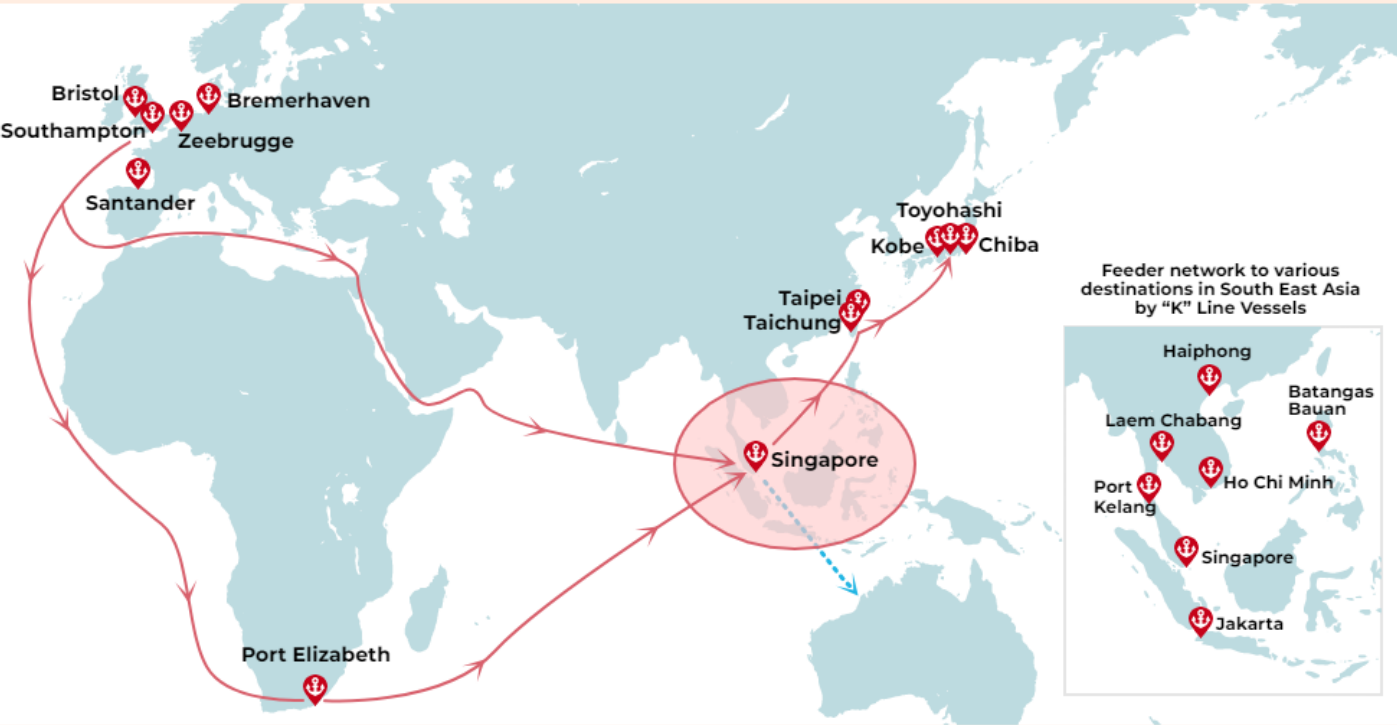 Bristol
Bremerhaven
Southampton
Zeebrugge
Santander
Toyohashi
Kobe
Chiba
Taipei
Taichung
Singapore
Port Elizabeth
Feeder network to various
destinations in South East Asia
by “K” Line Vessels
Haiphong
Batangas
Bauan
Laem Chabang
Ho Chi Minh
Port
Kelang
Singapore
Jakarta